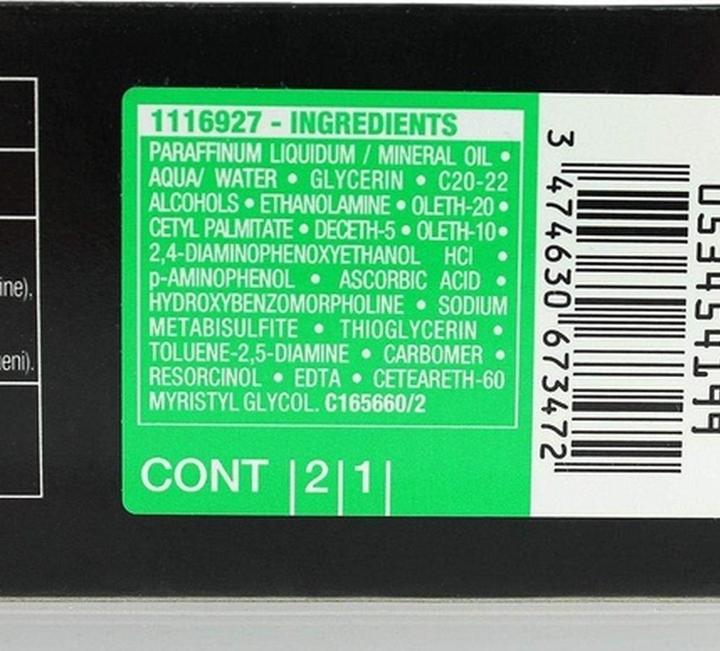 1116927 - INGREDIENTS
PARAFFINUM LIQUIDUM / MINERAL OIL •
AQUA/ WATER • GLYCERIN • C20-22
ALCOHOLS • ETHANOLAMINE • OLETH-20 •
CETYL PALMITATE • DECETH-5 • OLETH-10 •
2,4-DIAMINOPHENOXYETHANOL HCl •
p-AMINOPHENOL • ASCORBIC ACID •
HYDROXYBENZOMORPHOLINE • SODIUM
METABISULFITE • THIOGLYCERIN •
TOLUENE-2,5-DIAMINE • CARBOMER •
RESORCINOL • EDTA • CETEARETH-60
MYRISTYL GLYCOL. C165660/2
CONT |2|1|
3 474630 673472
ine),
eni).